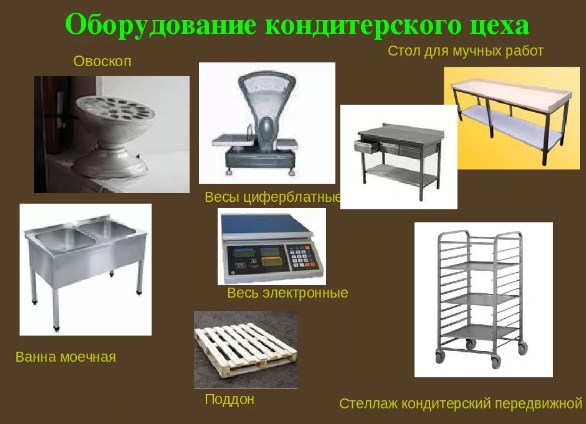 Оборудование кондитерского цеха
Стол для мучных работ
Овоскоп
Весы циферблатные
Весь электронные
Ванна моечная
Поддон
Стеллаж кондитерский передвижной